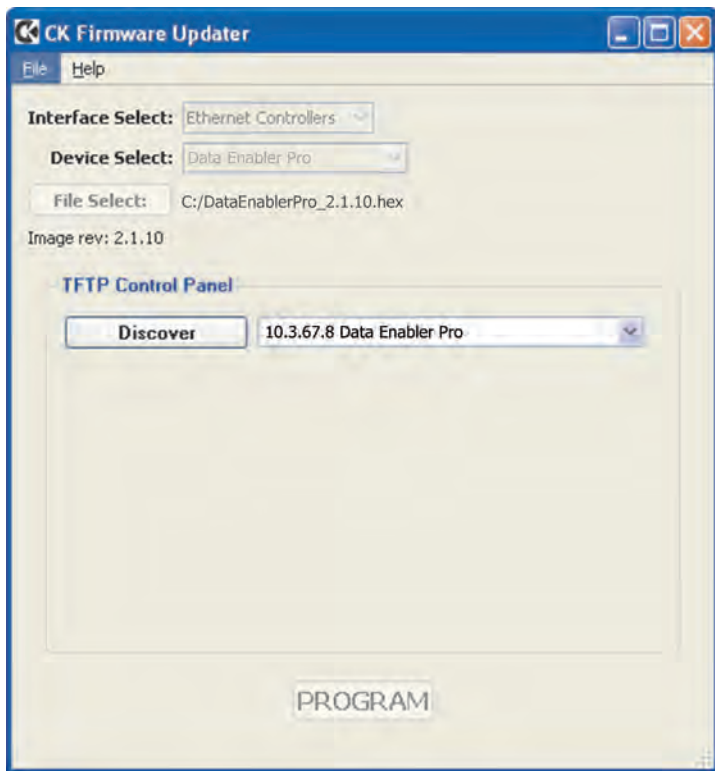 CK CK Firmware Updater
File Help
Interface Select: Ethernet Controllers
Device Select: Data Enabler Pro
File Select: C:/DataEnablerPro_2.1.10.hex
Image rev: 2.1.10
TFTP Control Panel
Discover 10.3.67.8 Data Enabler Pro
PROGRAM